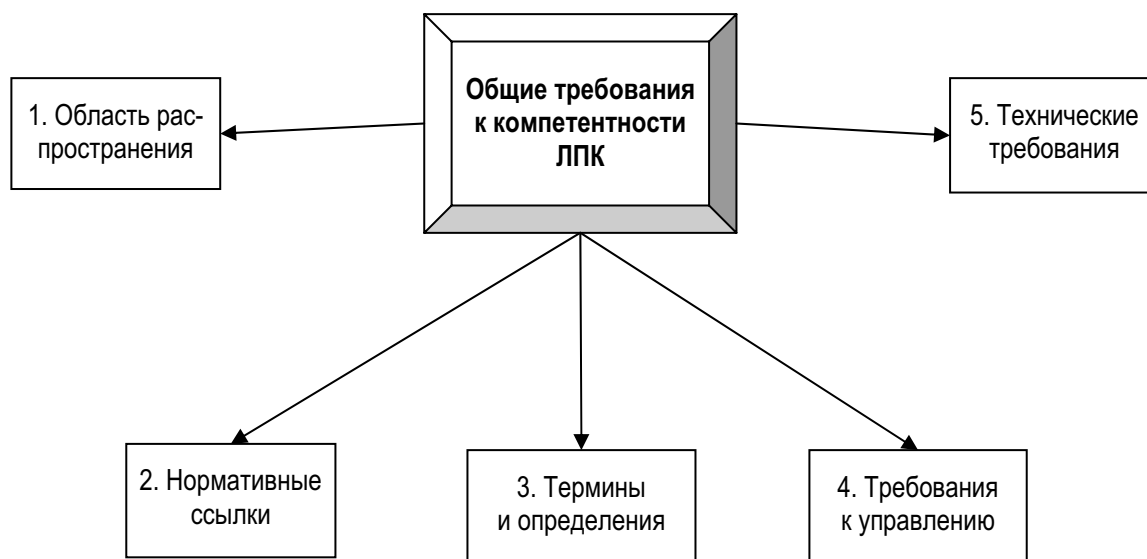 Общие требования
к компетентности
ЛПК
1. Область рас-
пространения
5. Технические
требования
2. Нормативные
ссылки
3. Термины
и определения
4. Требования
к управлению